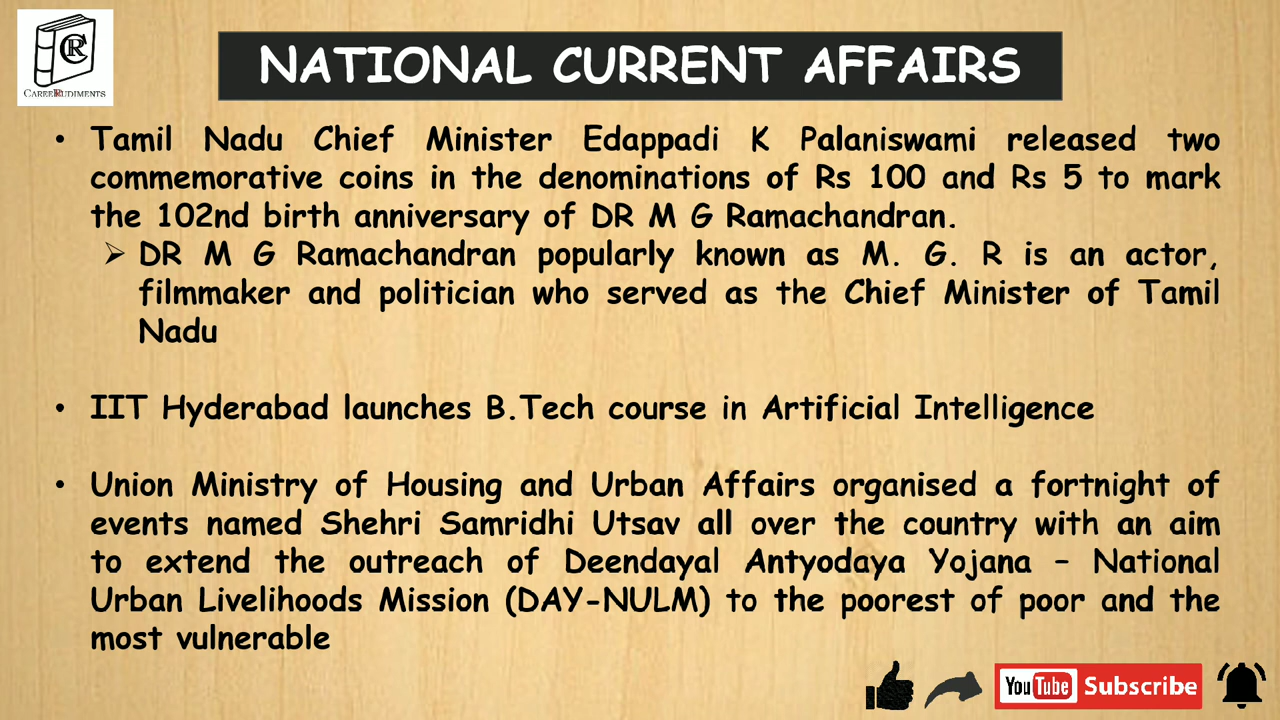 CR
CAREERUDIMENTS
NATIONAL CURRENT AFFAIRS
• Tamil Nadu Chief Minister Edappadi K Palaniswami released two
commemorative coins in the denominations of Rs 100 and Rs 5 to mark
the 102nd birth anniversary of DR M G Ramachandran.
➢ DR M G Ramachandran popularly known as M. G. R is an actor,
filmmaker and politician who served as the Chief Minister of Tamil
Nadu
• IIT Hyderabad launches B.Tech course in Artificial Intelligence
• Union Ministry of Housing and Urban Affairs organised a fortnight of
events named Shehri Samridhi Utsav all over the country with an aim
to extend the outreach of Deendayal Antyodaya Yojana – National
Urban Livelihoods Mission (DAY-NULM) to the poorest of poor and the
most vulnerable
YouTube Subscribe